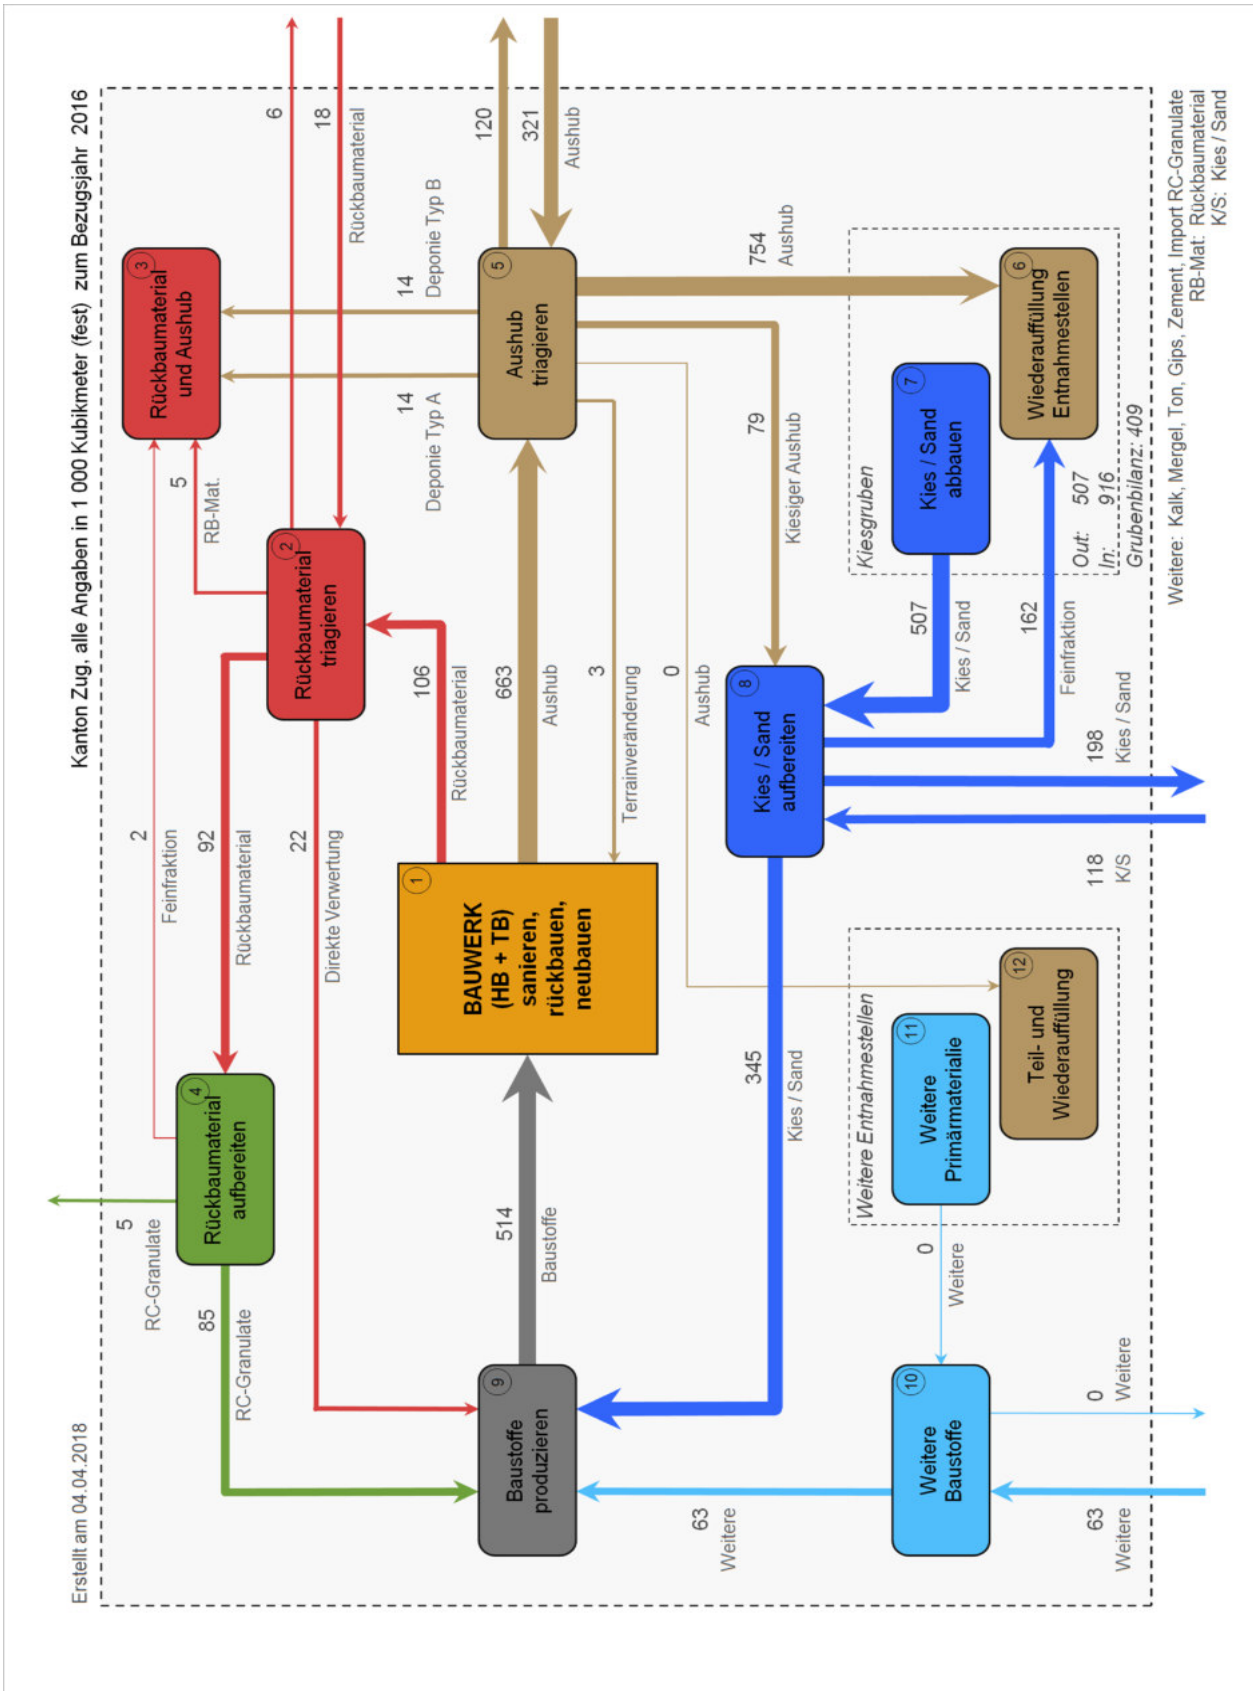 Erstellt am 04.04.2018
Kanton Zug, alle Angaben in 1 000 Kubikmeter (fest) zum Bezugsjahr 2016
5
RC-Granulate
2
Feinfraktion
3
Rückbaumaterial
und Aushub
4
Rückbaumaterial
aufbereiten
92
Rückbaumaterial
5
RB-Mat.
6
85
RC-Granulate
22
Direkte Verwertung
2
Rückbaumaterial
triagieren
18
Rückbaumaterial
106
Rückbaumaterial
14
Deponie Typ A
14
Deponie Typ B
9
Baustoffe
produzieren
514
Baustoffe
1
BAUWERK
(HB + TB)
sanieren,
rückbauen,
neubauen
663
Aushub
5
Aushub
triagieren
120
321
Aushub
3
Terrainveränderung
0
Aushub
63
Weitere
345
Kies / Sand
8
Kies / Sand
aufbereiten
79
Kiesiger Aushub
754
Aushub
Weitere Entnahmestellen
Kiesgruben
10
Weitere
Baustoffe
0
Weitere
11
Weitere
Primärmaterialie
507
Kies / Sand
7
Kies / Sand
abbauen
12
Teil- und
Wiederauffüllung
162
Feinfraktion
6
Wiederauffüllung
Entnahmestellen
Out: 507
In: 916
Grubenbilanz: 409
63
Weitere
0
Weitere
118
K/S
198
Kies / Sand
Weitere: Kalk, Mergel, Ton, Gips, Zement, Import RC-Granulate
RB-Mat: Rückbaumaterial
K/S: Kies / Sand